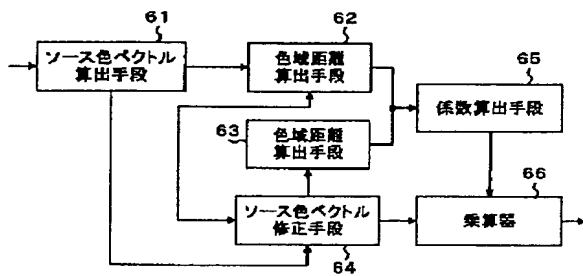 61
ソース色ベクトル
算出手段
62
色域距離
算出手段
63
色域距離
算出手段
ソース色ベクトル
修正手段
64
65
係数算出手段
66
乗算器